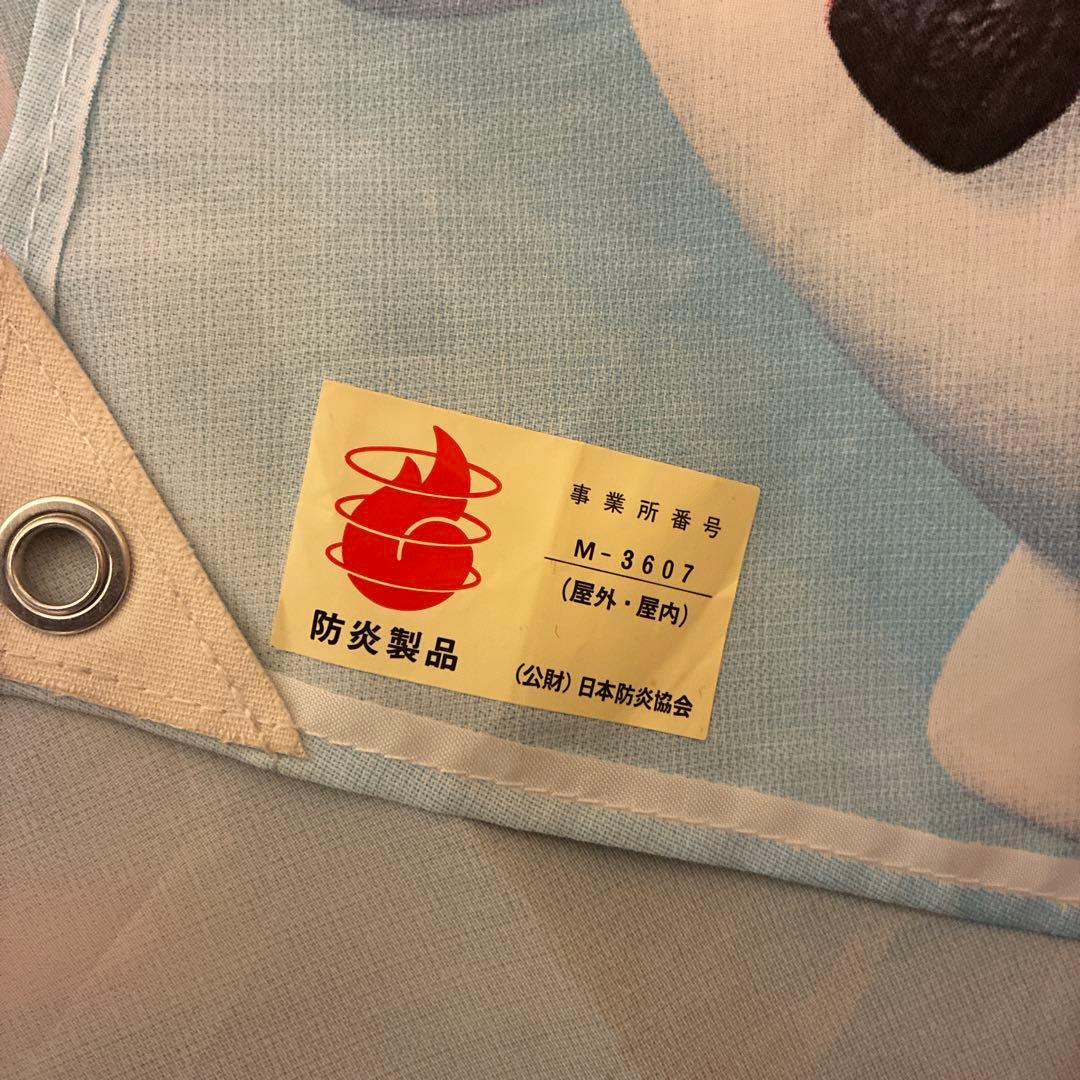 防炎製品
事業所番号
M-3607
(屋外・屋内)
(公財)日本防炎協会